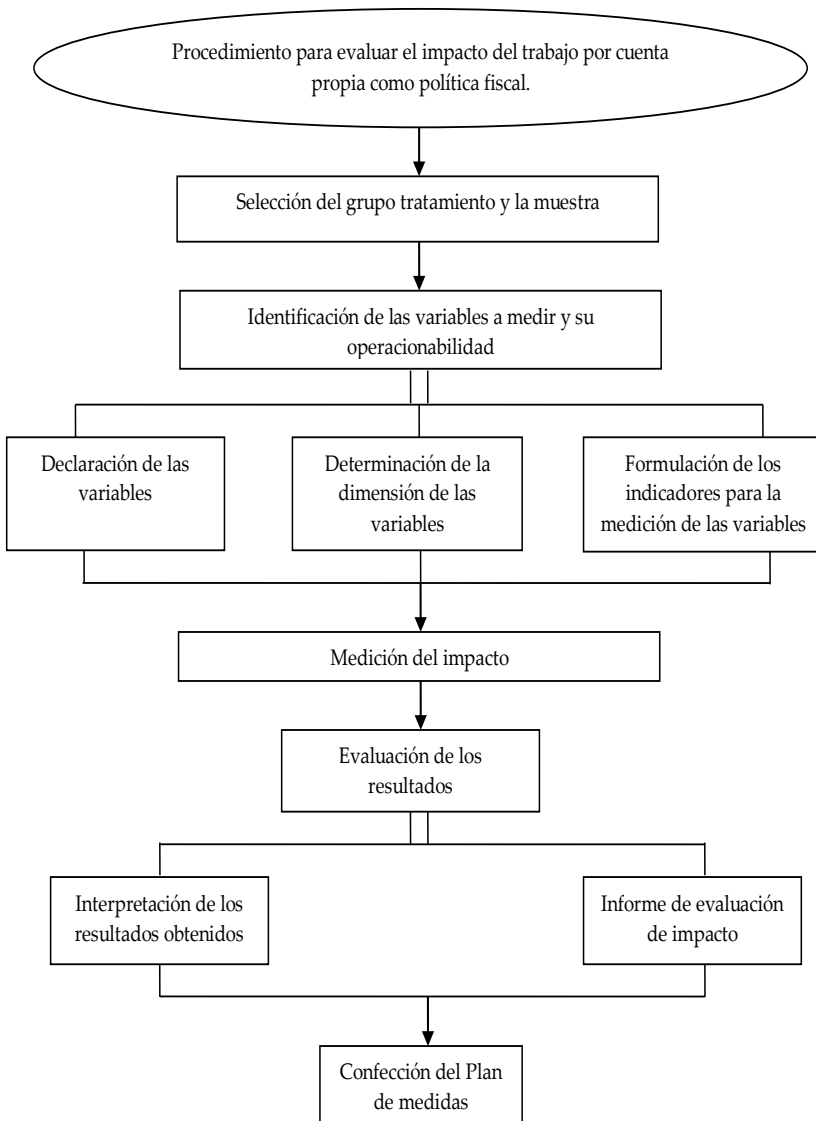 Procedimiento para evaluar el impacto del trabajo por cuenta
propia como política fiscal.
Selección del grupo tratamiento y la muestra
Identificación de las variables a medir y su
operacionabilidad
Declaración de las
variables
Determinación de la
dimensión de las
variables
Formulación de los
indicadores para la
medición de las variables
Medición del impacto
Evaluación de los
resultados
Interpretación de los
resultados obtenidos
Informe de evaluación
de impacto
Confección del Plan
de medidas